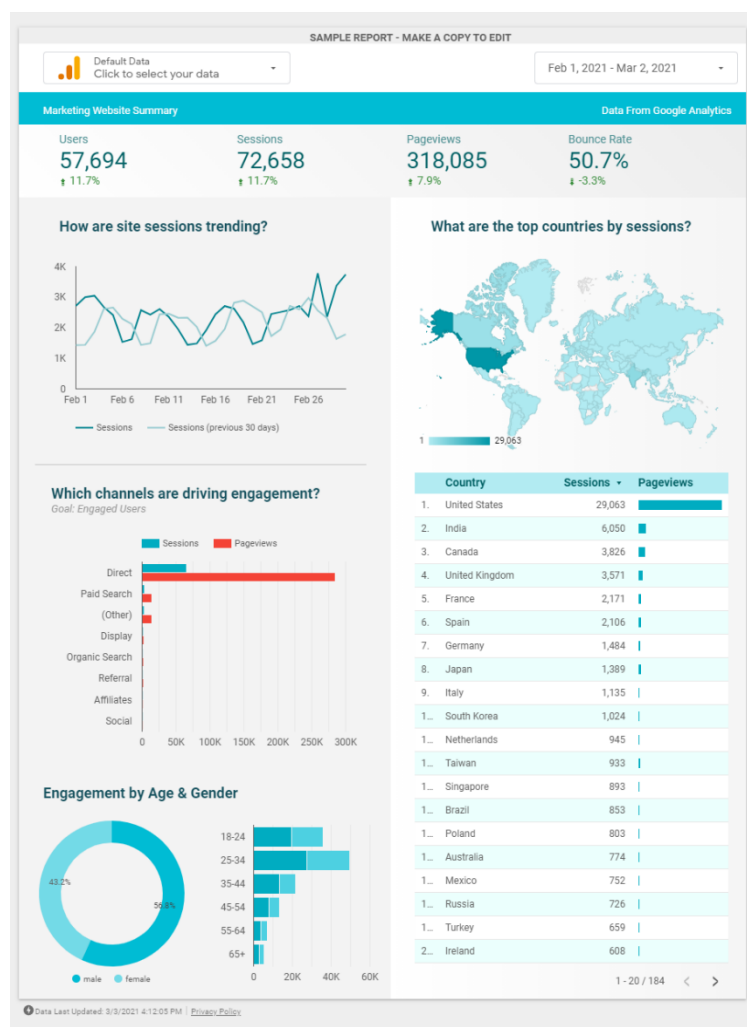 SAMPLE REPORT - MAKE A COPY TO EDIT
Default Data
Click to select your data
Feb 1, 2021 - Mar 2, 2021
Marketing Website Summary
Data From Google Analytics
Users
57,694
11.7%
Sessions
72,658
11.7%
Pageviews
318,085
7.9%
Bounce Rate
50.7%
-3.3%
How are site sessions trending?
4K
3K
2K
1K
0
Feb 1 Feb 6 Feb 11 Feb 16 Feb 21 Feb 26
Sessions Sessions (previous 30 days)
What are the top countries by sessions?
1 29,063
Which channels are driving engagement?
Goal: Engaged Users
Sessions Pageviews
Direct
Paid Search
(Other)
Display
Organic Search
Referral
Affiliates
Social
0 50K 100K 150K 200K 250K 300K
Engagement by Age & Gender
43.2%
56.8%
male female
18-24
25-34
35-44
45-54
55-64
65+
0 20K 40K 60K
Country Sessions Pageviews
1. United States 29,063
2. India 6,050
3. Canada 3,826
4. United Kingdom 3,571
5. France 2,171
6. Spain 2,106
7. Germany 1,484
8. Japan 1,389
9. Italy 1,135
1... South Korea 1,024
1... Netherlands 945
1... Taiwan 933
1... Singapore 893
1... Brazil 853
1... Poland 803
1... Australia 774
1... Mexico 752
1... Russia 726
1... Turkey 659
2... Ireland 608
1 - 20 / 184
Data Last Updated: 3/3/2021 4:12:05 PM | Privacy Policy